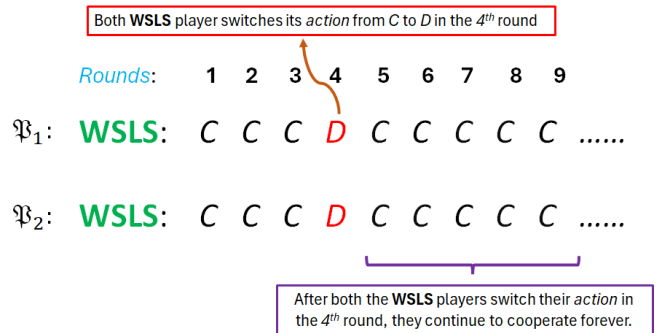 Both WSLS player switches its action from C to D in the 4th round
Rounds: 1 2 3 4 5 6 7 8 9
𝔓₁: WSLS: C C C D C C C C C ......
𝔓₂: WSLS: C C C D C C C C C ......
After both the WSLS players switch their action in
the 4th round, they continue to cooperate forever.